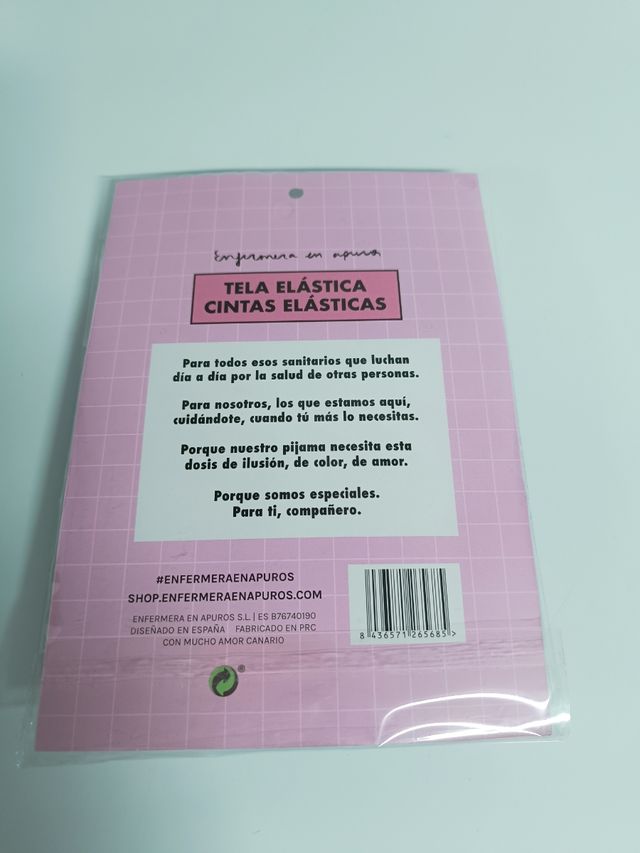 Enfermera en apuros
TELA ELÁSTICA
CINTAS ELÁSTICAS
Para todos esos sanitarios que luchan
día a día por la salud de otras personas.
Para nosotros, los que estamos aquí,
cuidándote, cuando tú más lo necesitas.
Porque nuestro pijama necesita esta
dosis de ilusión, de color, de amor.
Porque somos especiales.
Para ti, compañero.
#ENFERMERAENAPUROS
SHOP.ENFERMERAENAPUROS.COM
ENFERMERA EN APUROS S.L. | ES B76740190
DISEÑADO EN ESPAÑA FABRICADO EN PRC
CON MUCHO AMOR CANARIO
8 436571 265685 >
®